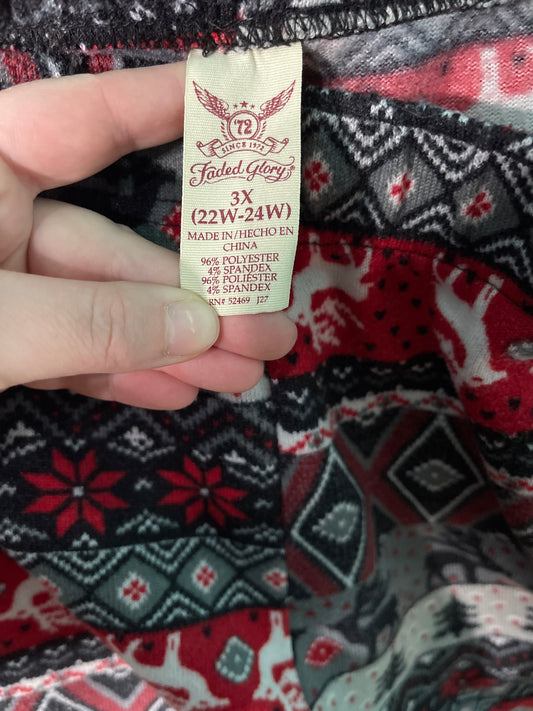 '72
SINCE 1972
Faded Glory
3X
(22W-24W)
MADE IN/HECHO EN
CHINA
96% POLYESTER
4% SPANDEX
96% POLIÉSTER
4% SPANDEX
RN# 52469 J27